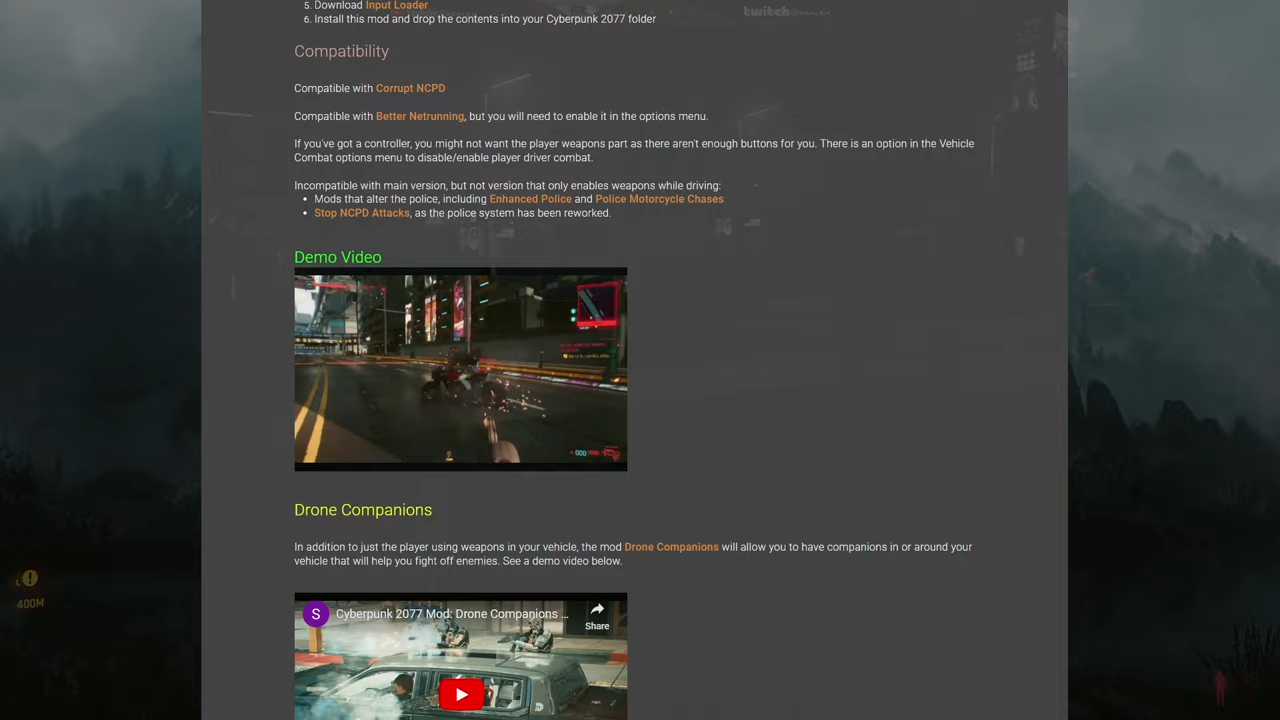 5. Download Input Loader
twitch
6. Install this mod and drop the contents into your Cyberpunk 2077 folder
Compatibility
Compatible with Corrupt NCPD
Compatible with Better Netrunning, but you will need to enable it in the options menu.
If you've got a controller, you might not want the player weapons part as there aren't enough buttons for you. There is an option in the Vehicle
Combat options menu to disable/enable player driver combat.
Incompatible with main version, but not version that only enables weapons while driving:
• Mods that alter the police, including Enhanced Police and Police Motorcycle Chases
• Stop NCPD Attacks, as the police system has been reworked.
Demo Video
Drone Companions
In addition to just the player using weapons in your vehicle, the mod Drone Companions will allow you to have companions in or around your
vehicle that will help you fight off enemies. See a demo video below.
400M
S
Cyberpunk 2077 Mod: Drone Companions ...
Share